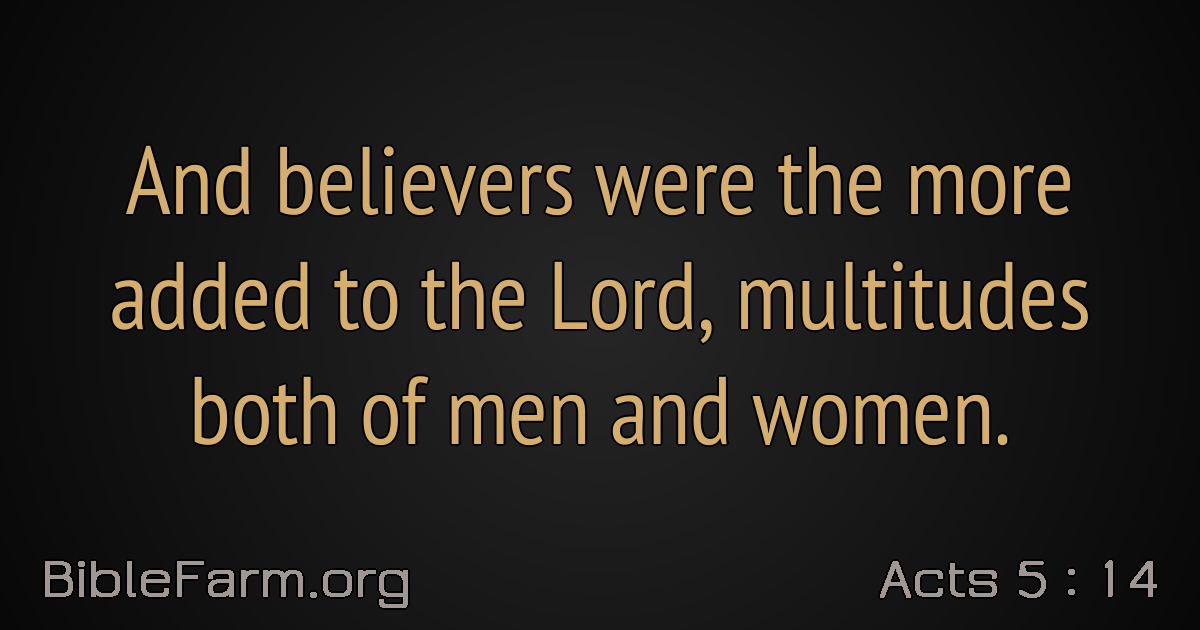 And believers were the more
added to the Lord, multitudes
both of men and women.
BibleFarm.org
Acts 5 : 14